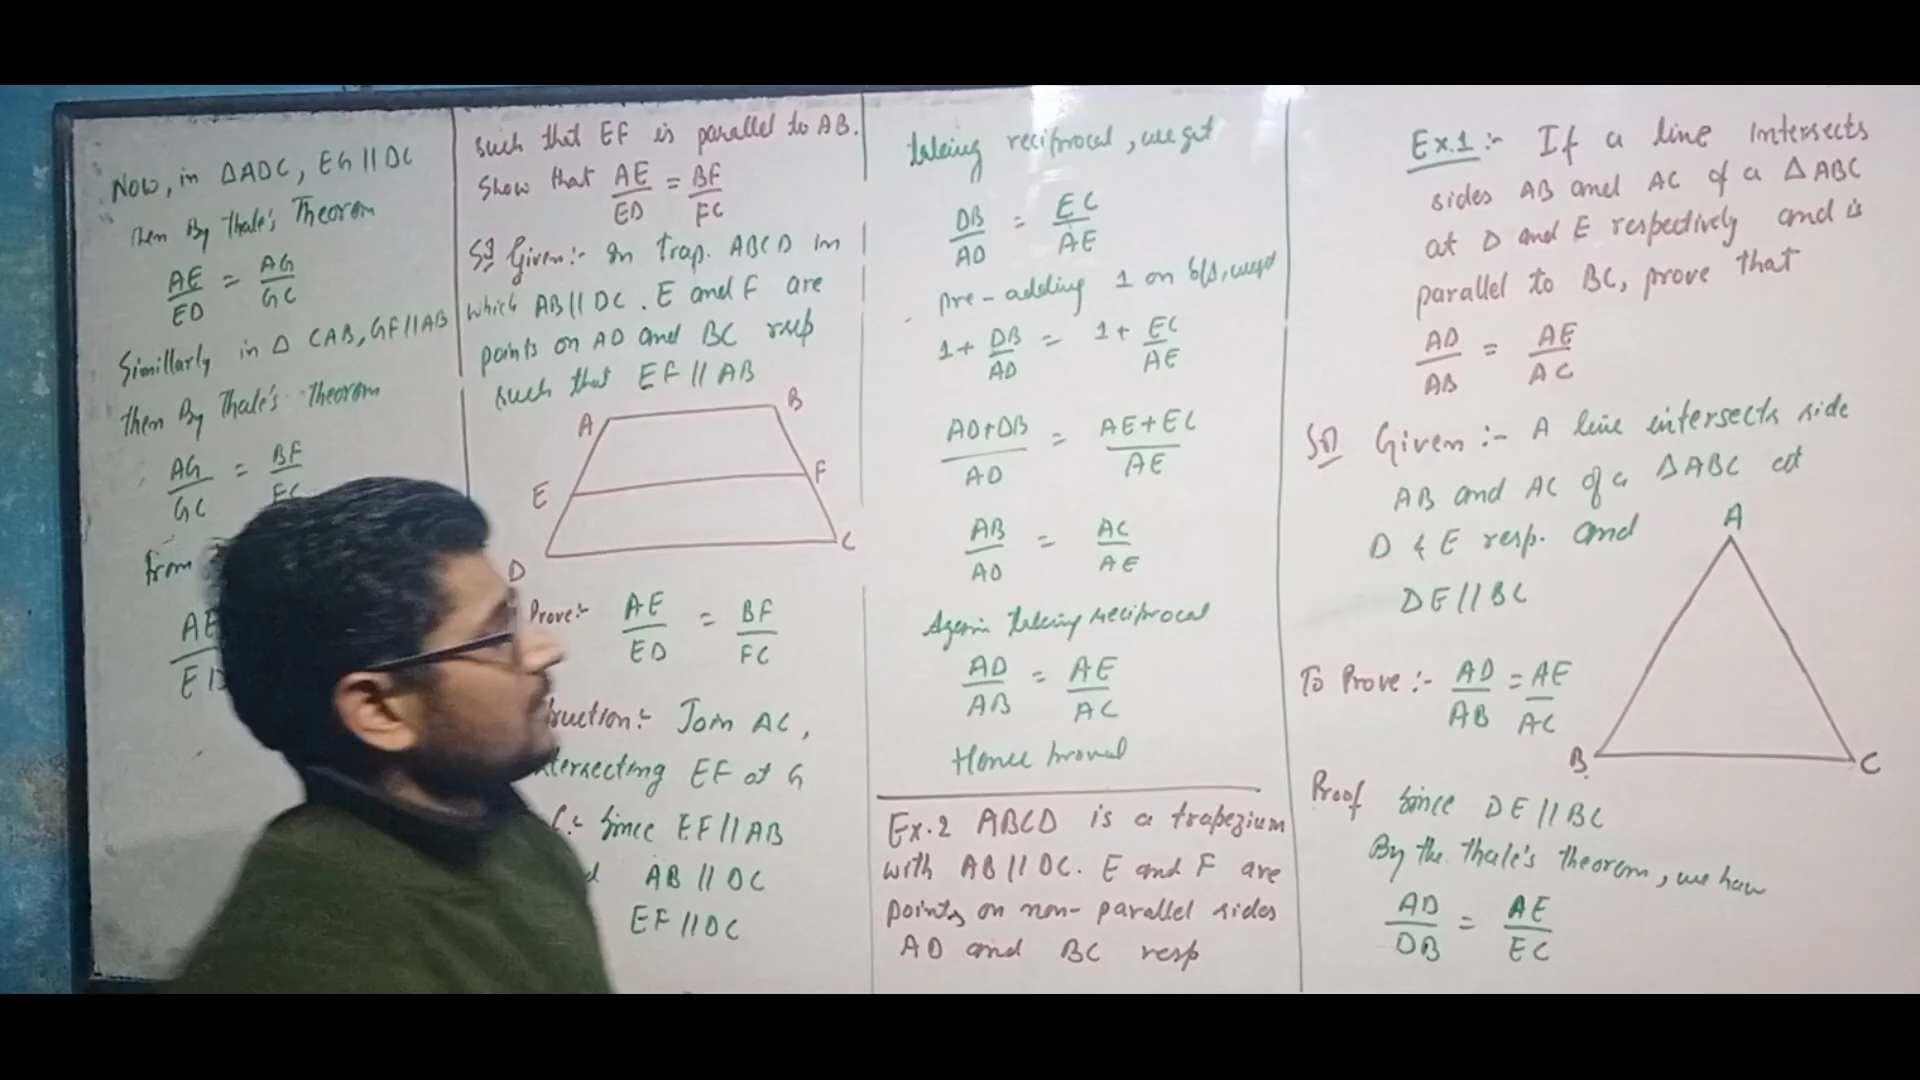 Ex.1 :- If a line intersects
sides AB and AC of a △ ABC
at D and E respectively and is
parallel to BC, prove that
AD/AB = AE/AC
Given :- A line intersects side
AB and AC of a △ABC at
D & E resp. and
DE // BC
To Prove :- AD/AB = AE/AC
A
B
C
Proof Since DE // BC
By the Thale's theorem, we have
AD/DB = AE/EC
taking reciprocal, we get
DB/AD = EC/AE
adding 1 on b/s, we get
1 + DB/AD = 1 + EC/AE
AD+DB/AD = AE+EC/AE
AB/AD = AC/AE
Again taking reciprocal
AD/AB = AE/AC
Hence proved
Ex.2 ABCD is a trapezium
with AB // DC. E and F are
points on non-parallel sides
AD and BC resp
such that EF is parallel to AB.
Show that AE/ED = BF/FC
Given :- In trap. ABCD in
which AB // DC. E and F are
points on AD and BC resp
such that EF // AB
A
B
E
F
D
C
Prove :- AE/ED = BF/FC
Join AC,
EF at G
Since EF // AB
AB // DC
EF // DC
Now, in △ADC, EG // DC
Then By Thale's Theorem
AE/ED = AG/GC
Simillarly in △ CAB, GF // AB
then By Thale's Theorem
AG/GC = BF/FC
from
AE/ED